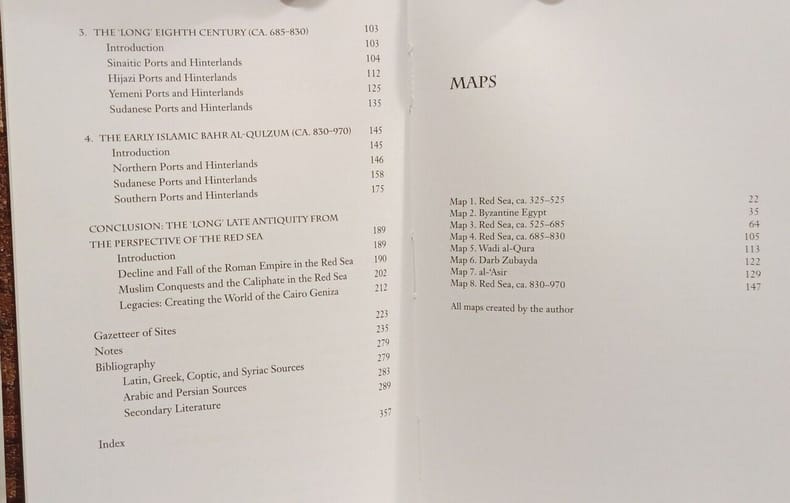 3. THE 'LONG' EIGHTH CENTURY (CA. 685–830) 103
Introduction 103
Sinaitic Ports and Hinterlands 104
Hijazi Ports and Hinterlands 112
Yemeni Ports and Hinterlands 125
Sudanese Ports and Hinterlands 135
4. THE EARLY ISLAMIC BAHR AL-QULZUM (CA. 830–970) 145
Introduction 145
Northern Ports and Hinterlands 146
Sudanese Ports and Hinterlands 158
Southern Ports and Hinterlands 175
CONCLUSION: THE 'LONG' LATE ANTIQUITY FROM
THE PERSPECTIVE OF THE RED SEA 189
Introduction 189
Decline and Fall of the Roman Empire in the Red Sea 190
Muslim Conquests and the Caliphate in the Red Sea 202
Legacies: Creating the World of the Cairo Geniza 212
Gazetteer of Sites 223
Notes 235
Bibliography 279
Latin, Greek, Coptic, and Syriac Sources 279
Arabic and Persian Sources 283
Secondary Literature 289
Index 357
MAPS
Map 1. Red Sea, ca. 325–525 22
Map 2. Byzantine Egypt 35
Map 3. Red Sea, ca. 525–685 64
Map 4. Red Sea, ca. 685–830 105
Map 5. Wadi al-Qura 113
Map 6. Darb Zubayda 122
Map 7. al-'Asir 129
Map 8. Red Sea, ca. 830–970 147
All maps created by the author